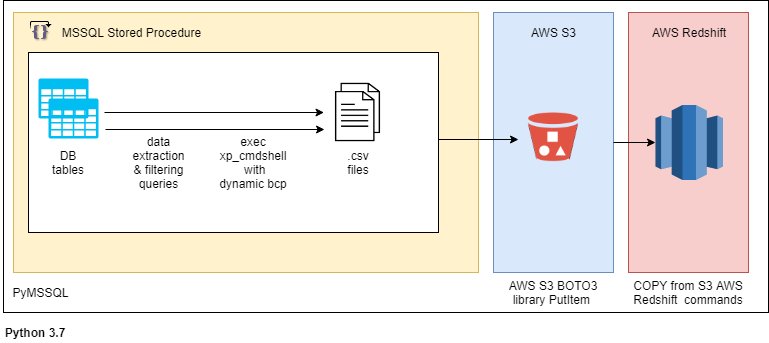 MSSQL Stored Procedure
AWS S3
AWS Redshift
DB
tables
data
extraction
& filtering
queries
exec
xp_cmdshell
with
dynamic bcp
.csv
files
PyMSSQL
AWS S3 BOTO3
library PutItem
COPY from S3 AWS
Redshift commands
Python 3.7